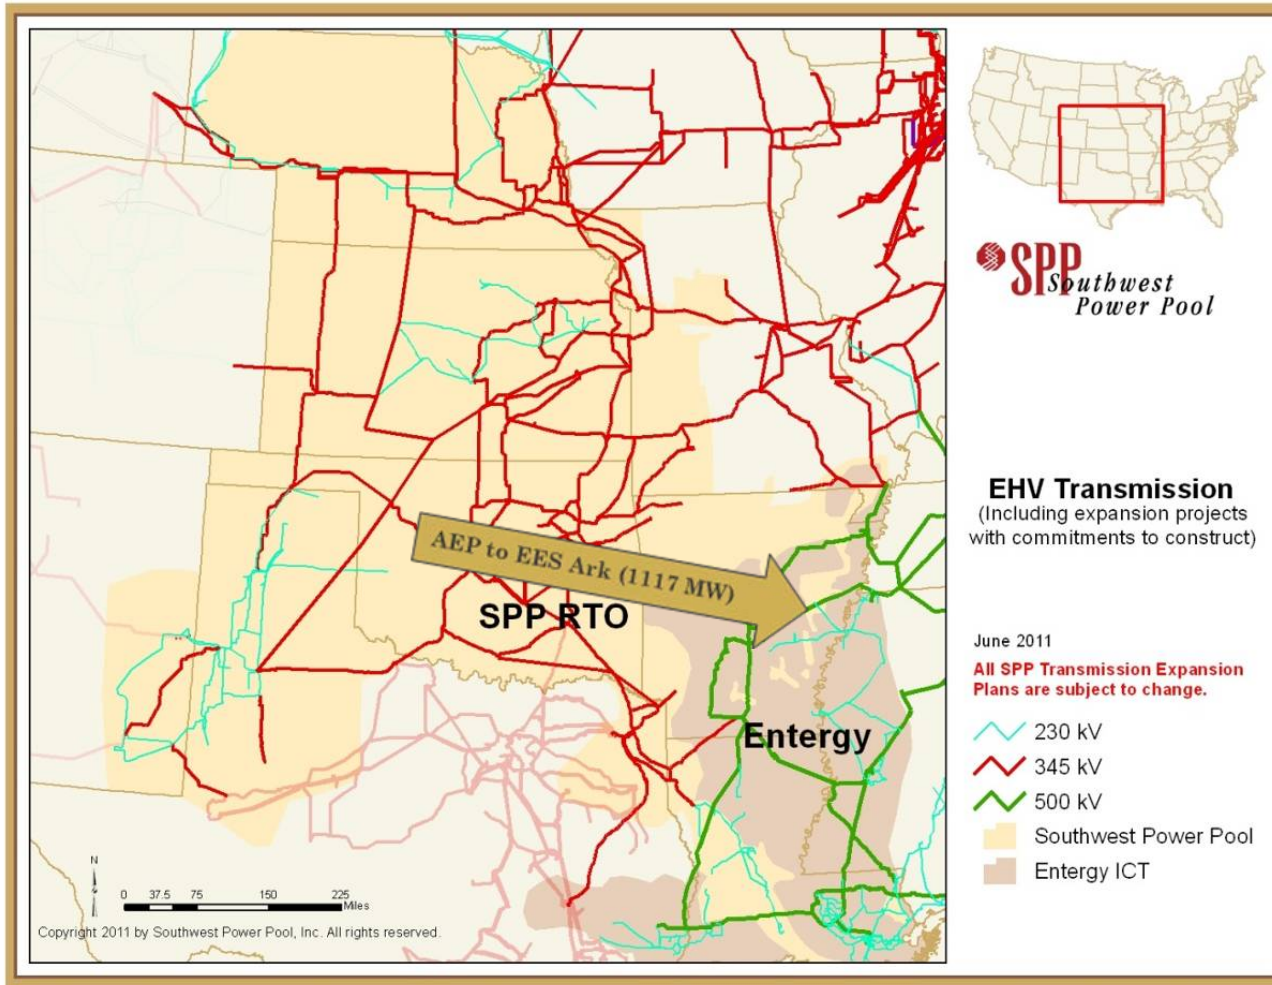 SPP
Southwest
Power Pool
EHV Transmission
(Including expansion projects
with commitments to construct)
AEP to EES Ark (1117 MW)
SPP RTO
Entergy
June 2011
All SPP Transmission Expansion
Plans are subject to change.
230 kV
345 kV
500 kV
Southwest Power Pool
Entergy ICT
N
0 37.5 75 150 225
Miles
Copyright 2011 by Southwest Power Pool, Inc. All rights reserved.